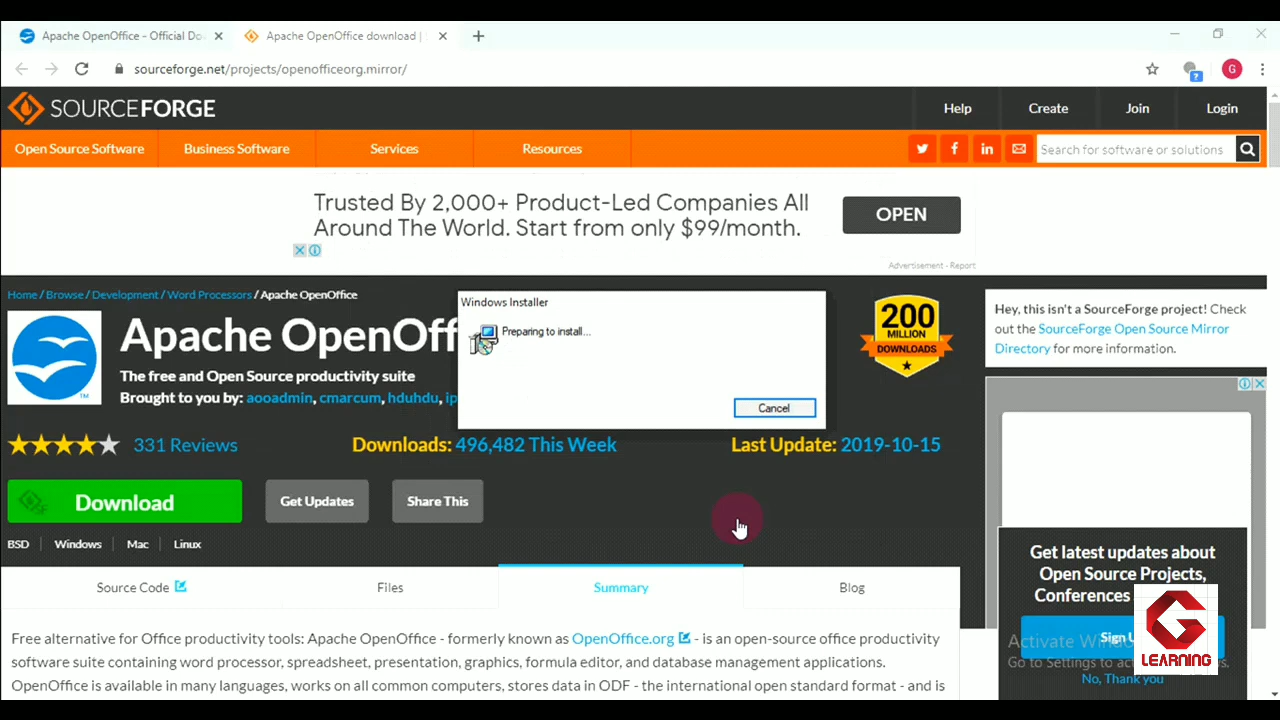 Apache OpenOffice - Official Do
Apache OpenOffice download |
sourceforge.net/projects/openofficeorg.mirror/
G
SOURCEFORGE
Help
Create
Join
Login
Open Source Software
Business Software
Services
Resources
Search for software or solutions
Trusted By 2,000+ Product-Led Companies All
Around The World. Start from only $99/month.
OPEN
Advertisement - Report
Home / Browse / Development / Word Processors / Apache OpenOffice
Apache OpenOff
The free and Open Source productivity suite
Brought to you by: aooadmin, cmarcum, hduhdu, ip
Windows Installer
Preparing to install...
Cancel
200
MILLION
DOWNLOADS
Hey, this isn't a SourceForge project! Check
out the SourceForge Open Source Mirror
Directory for more information.
331 Reviews
Downloads: 496,482 This Week
Last Update: 2019-10-15
Download
Get Updates
Share This
BSD
Windows
Mac
Linux
Source Code
Files
Summary
Blog
Free alternative for Office productivity tools: Apache OpenOffice - formerly known as OpenOffice.org - is an open-source office productivity
software suite containing word processor, spreadsheet, presentation, graphics, formula editor, and database management applications.
OpenOffice is available in many languages, works on all common computers, stores data in ODF - the international open standard format - and is
Get latest updates about
Open Source Projects,
Conferences
Sign U
Activate Windo
Go to Settings to ac
No, Thank you
G
LEARNING